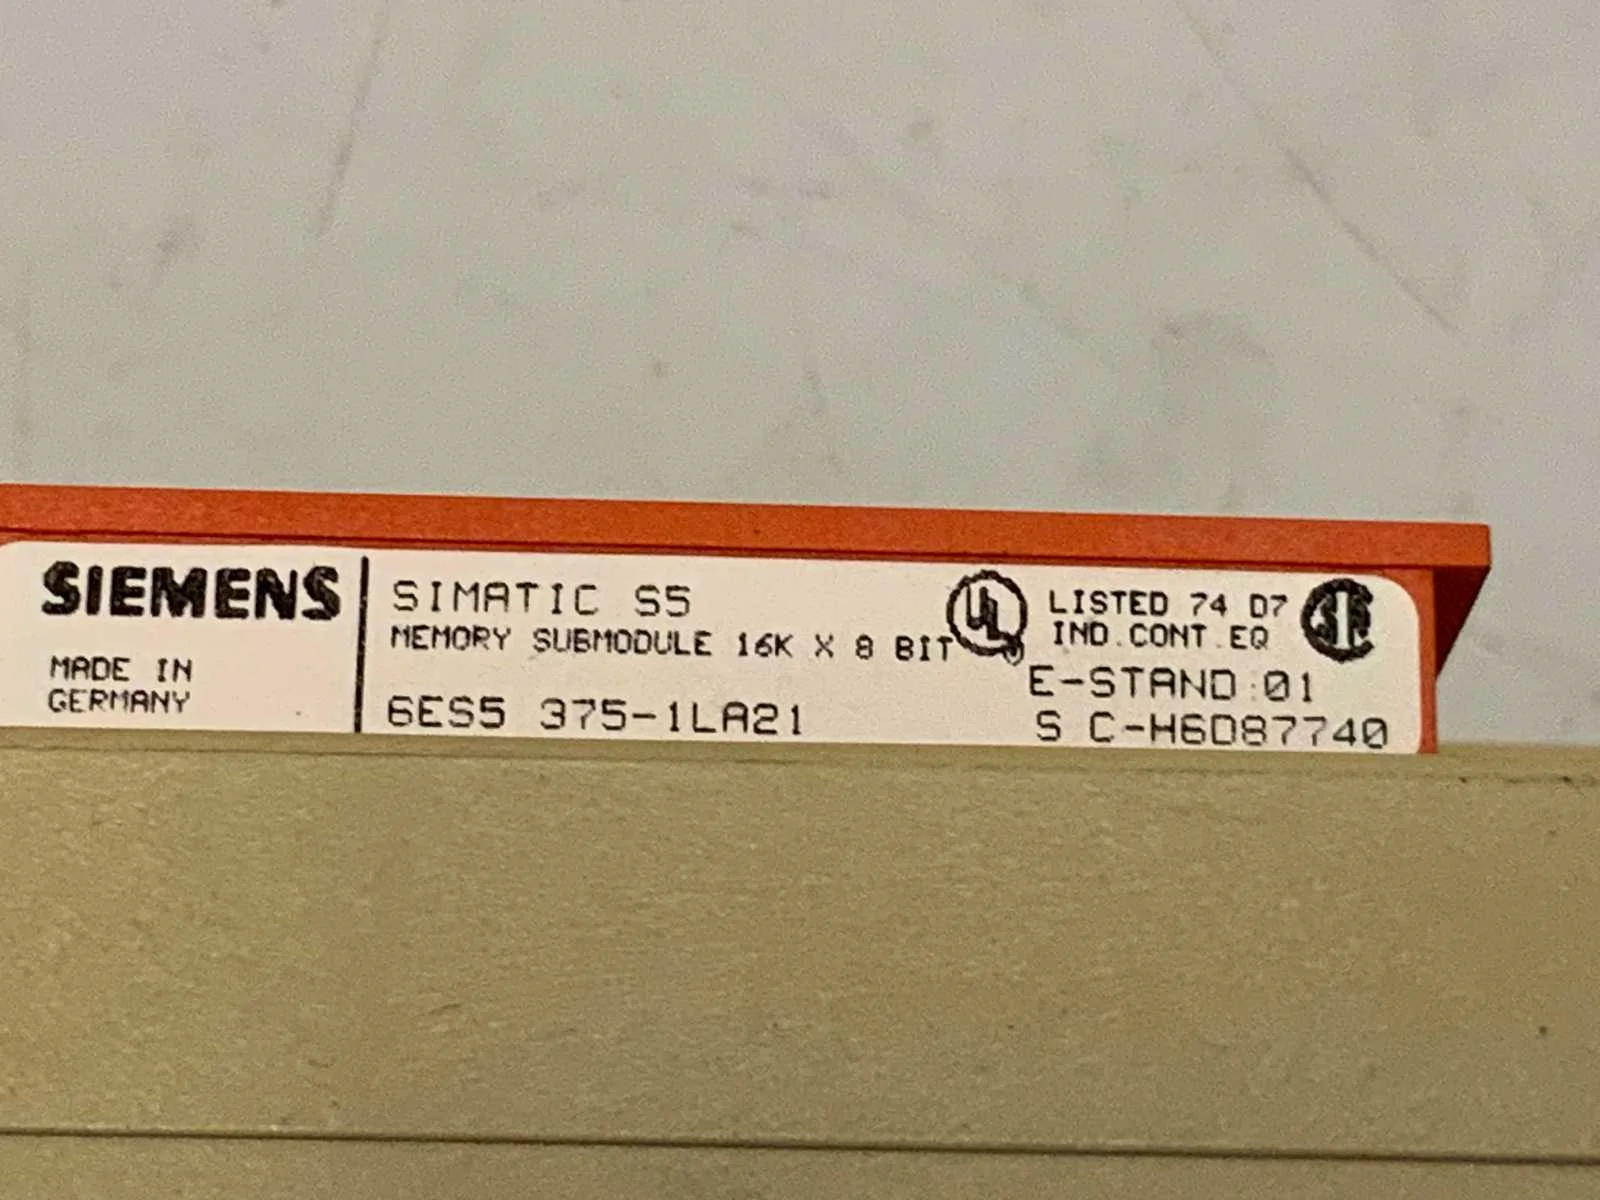 SIEMENS
MADE IN
GERMANY
SIMATIC S5
MEMORY SUBMODULE 16K X 8 BIT
6ES5 375-1LA21
UL
LISTED 74 D7
IND.CONT.EQ
E-STAND:01
S C-H6D87740